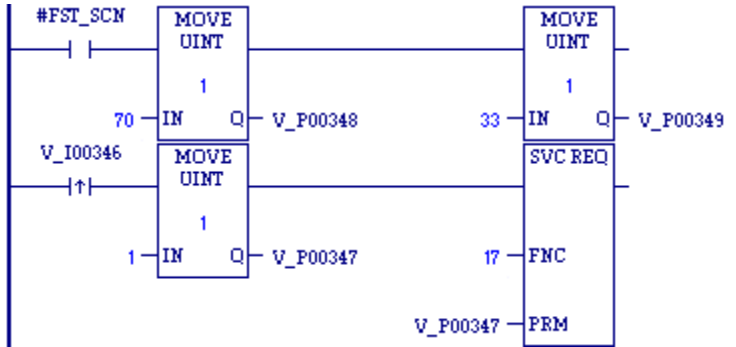 #FST_SCN
MOVE UINT
MOVE UINT
1
1
70 IN Q V_P00348
33 IN Q V_P00349
V_I00346
MOVE UINT
SVC REQ
1
1 IN Q V_P00347
17 FNC
V_P00347 PRM